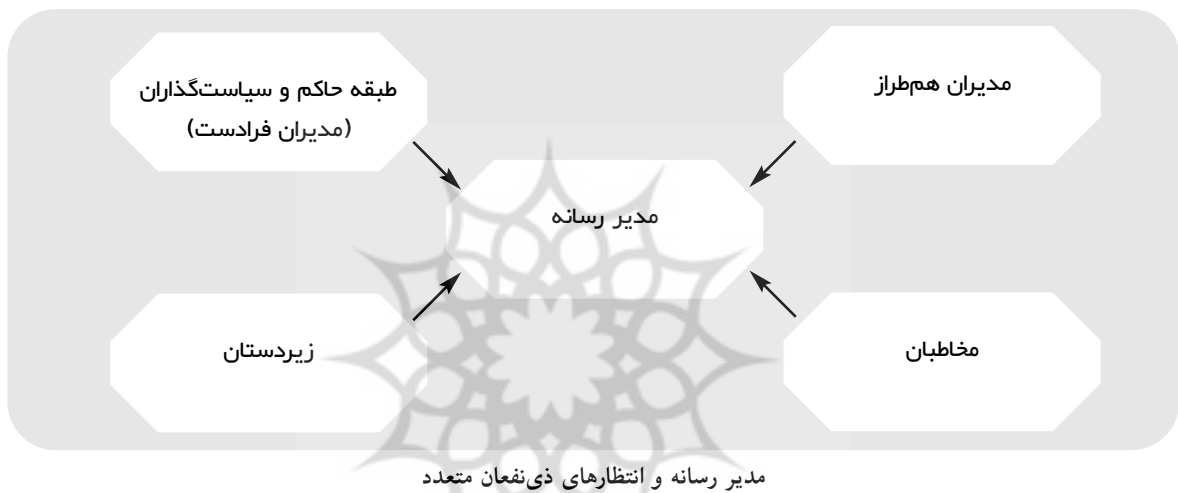 مدیران هم‌طراز
طبقه حاکم و سیاست‌گذاران
(مدیران فرادست)
مدیر رسانه
مخاطبان
زیردستان
مدیر رسانه و انتظارهای ذی‌نفعان متعدد